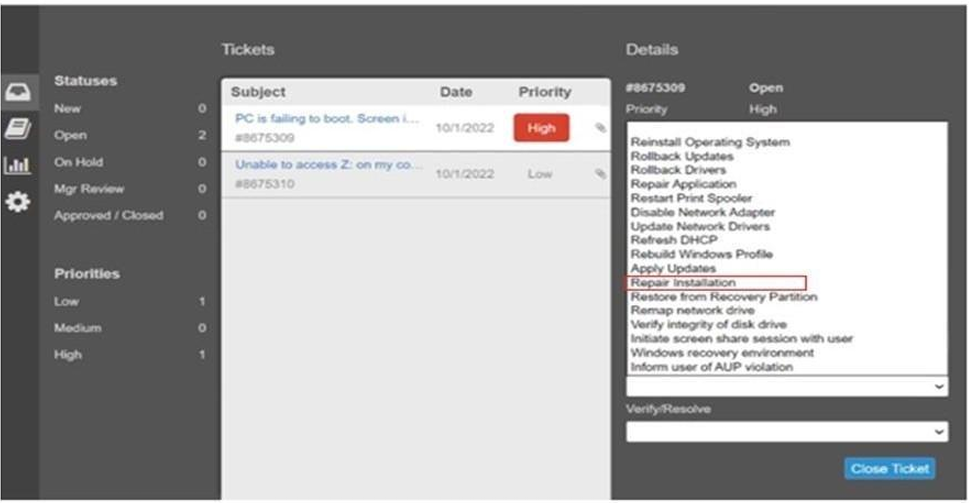 Tickets
Details
Statuses
New 0
Open 2
On Hold 0
Mgr Review 0
Approved / Closed 0
Priorities
Low 1
Medium 0
High 1
Subject Date Priority
PC is failing to boot. Screen i... 10/1/2022 High
#8675309
Unable to access Z: on my co... 10/1/2022 Low
#8675310
#8675309 Open
Priority High
Reinstall Operating System
Rollback Updates
Rollback Drivers
Repair Application
Restart Print Spooler
Disable Network Adapter
Update Network Drivers
Refresh DHCP
Rebuild Windows Profile
Apply Updates
Repair Installation
Restore from Recovery Partition
Remap network drive
Verify integrity of disk drive
Initiate screen share session with user
Windows recovery environment
Inform user of AUP violation
Verify/Resolve
Close Ticket